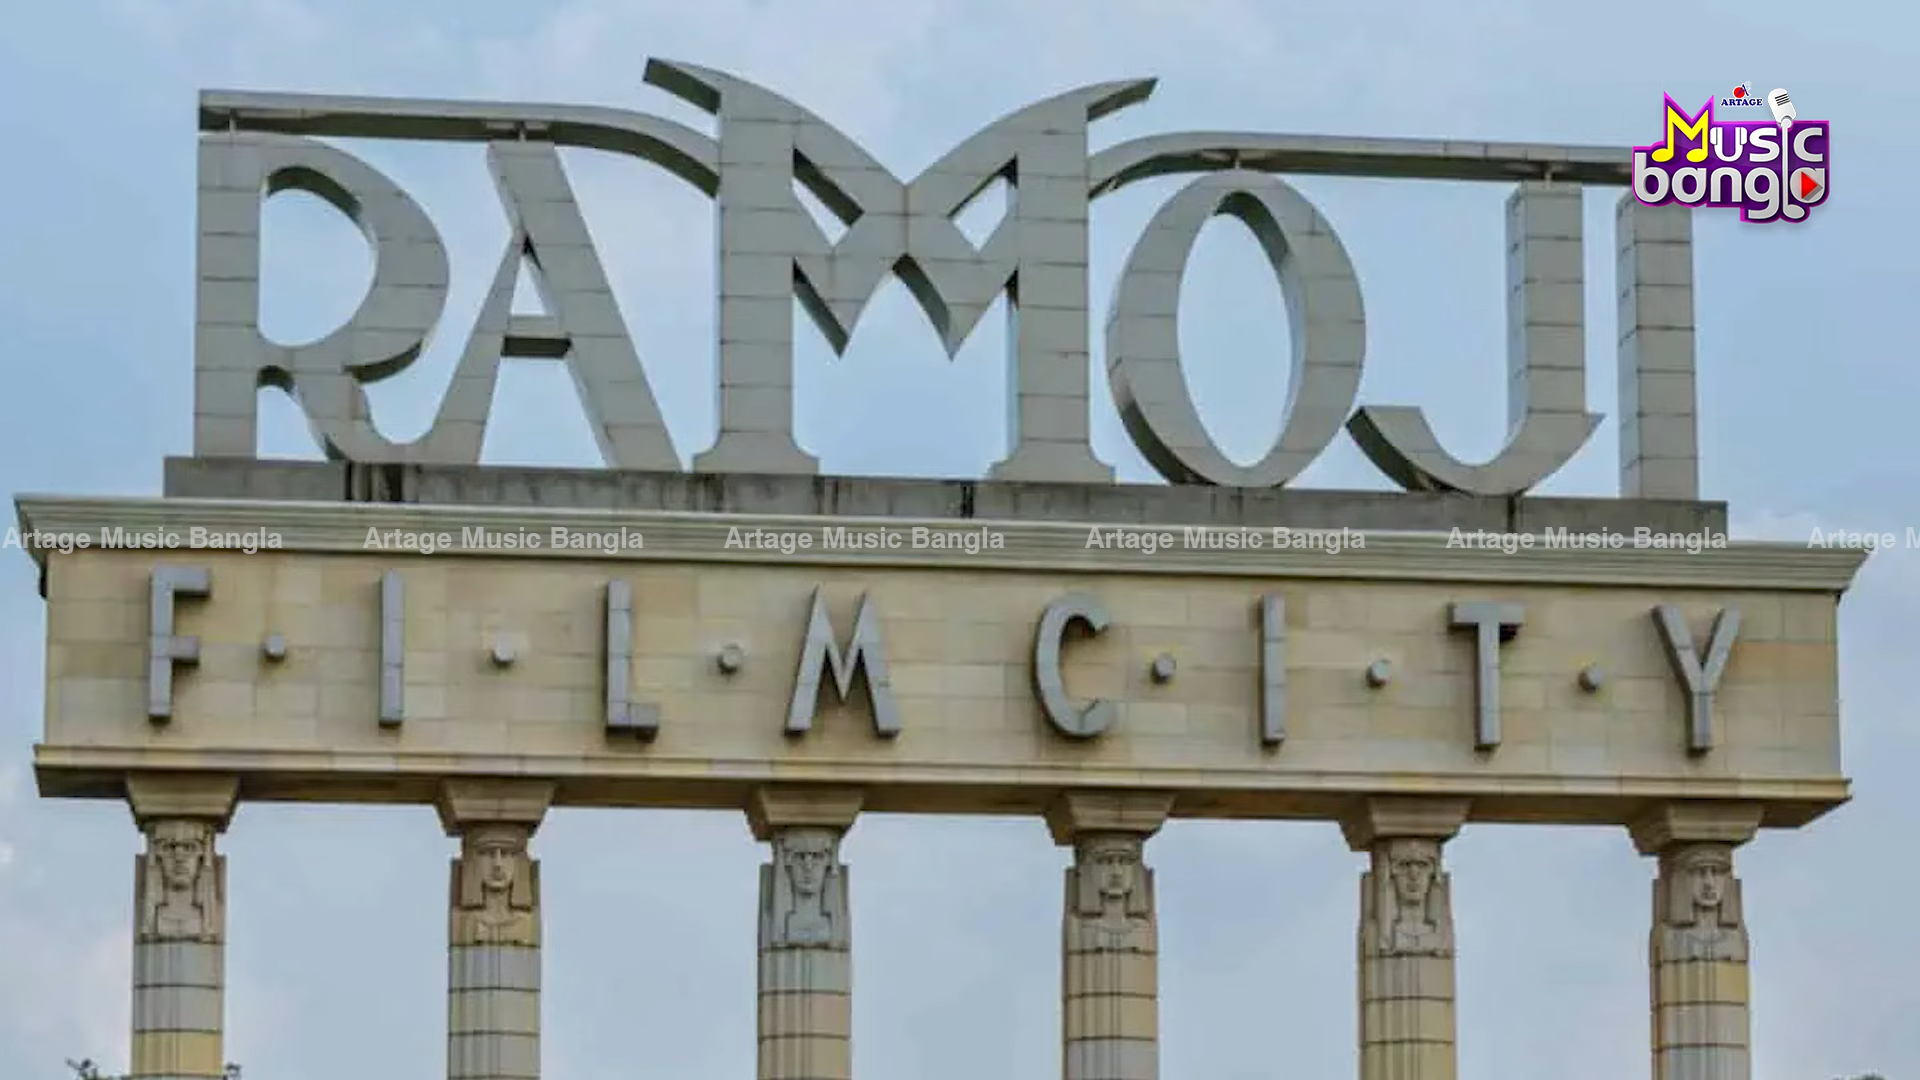 RAMOJI
ARTAGE
Music
bangla
Artage Music Bangla Artage Music Bangla Artage Music Bangla Artage Music Bangla Artage Music Bangla Artage M
F·I·L·M C·I·T·Y